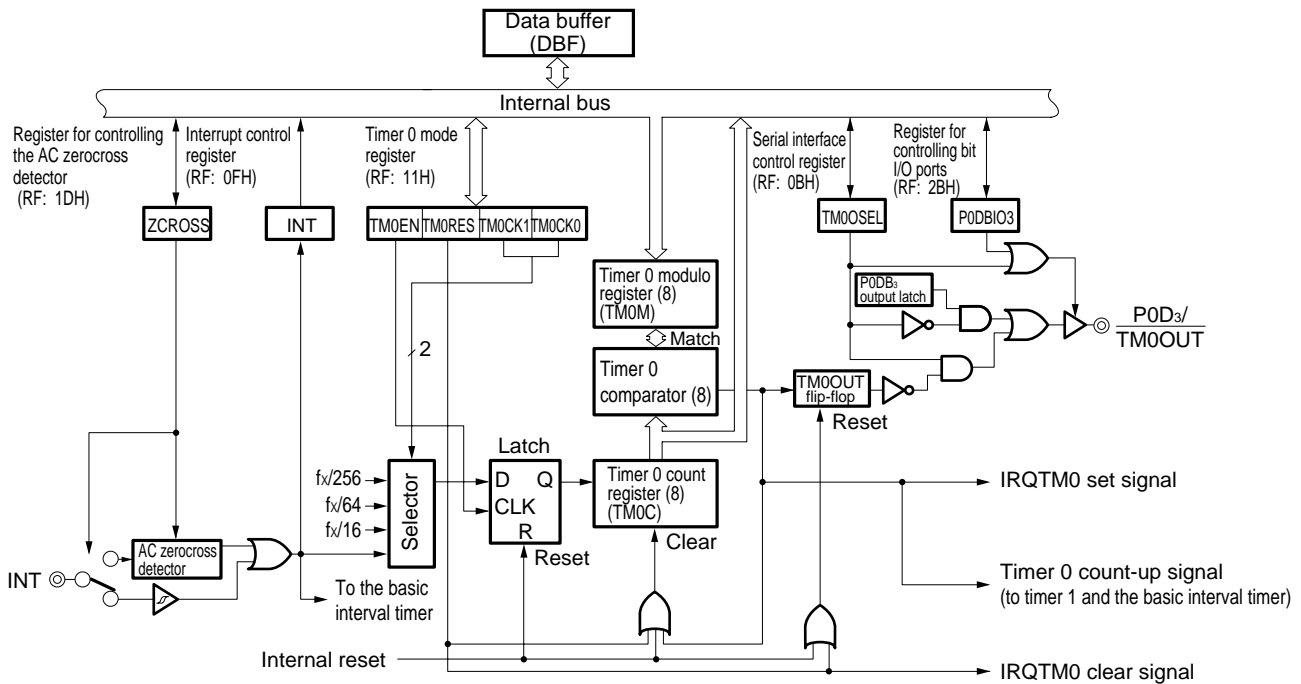 Data buffer
(DBF)
Internal bus
Register for controlling
the AC zerocross
detector
(RF: 1DH)
Interrupt control
register
(RF: 0FH)
Timer 0 mode
register
(RF: 11H)
Serial interface
control register
(RF: 0BH)
Register for
controlling bit
I/O ports
(RF: 2BH)
ZCROSS
INT
TM0EN TM0RES TM0CK1 TM0CK0
TM0OSEL
P0DBIO3
Timer 0 modulo
register (8)
(TM0M)
P0DB₃
output latch
P0D₃/
TM0OUT
2
Match
Timer 0
comparator (8)
TM0OUT
flip-flop
Reset
Latch
fx/256
fx/64
fx/16
Selector
D Q
CLK
R
Reset
Timer 0 count
register (8)
(TM0C)
Clear
IRQTM0 set signal
AC zerocross
detector
INT
To the basic
interval timer
Timer 0 count-up signal
(to timer 1 and the basic interval timer)
Internal reset
IRQTM0 clear signal